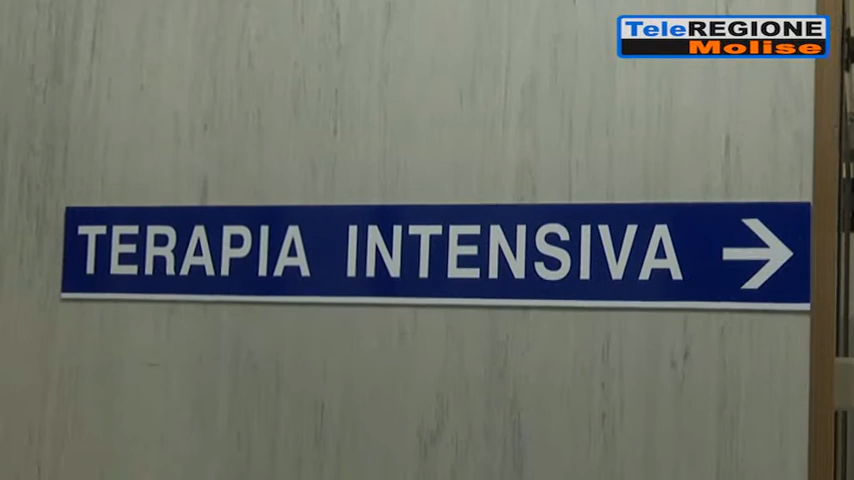 TeleREGIONE
Molise
TERAPIA INTENSIVA →